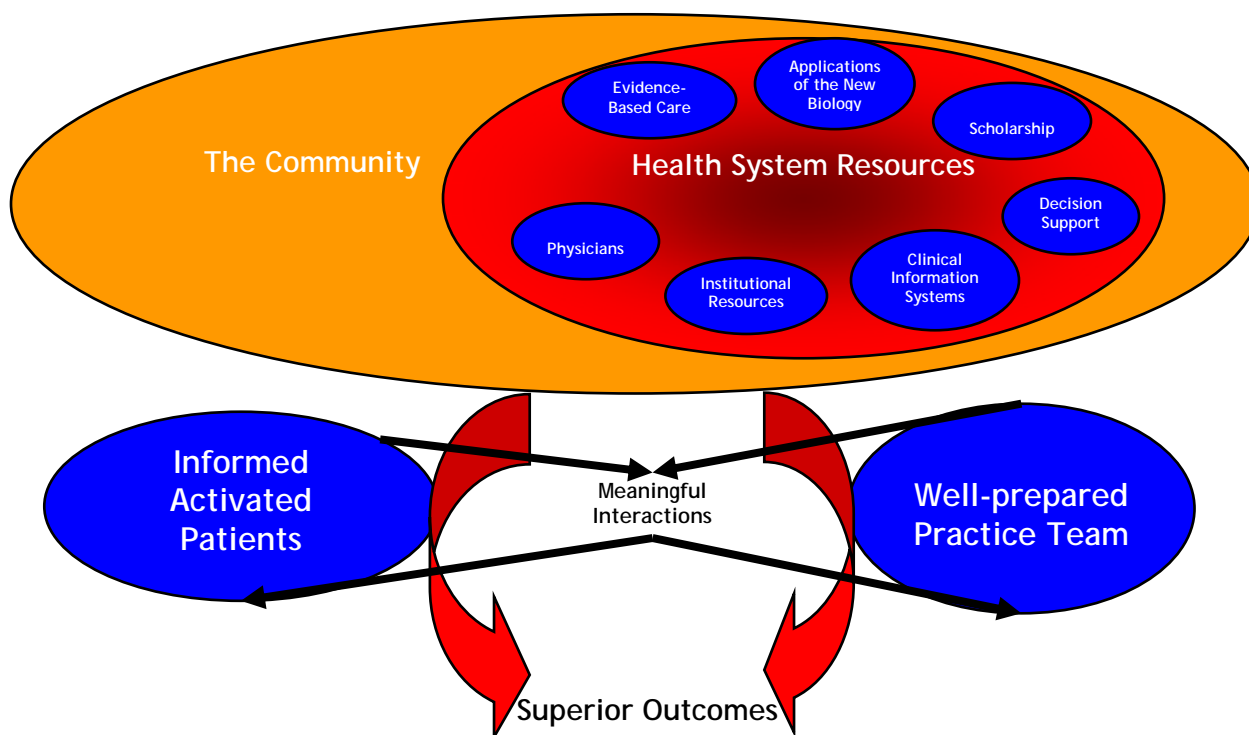 Applications
of the New
Biology
Evidence-
Based Care
Scholarship
The Community
Health System Resources
Decision
Support
Physicians
Clinical
Information
Systems
Institutional
Resources
Informed
Activated
Patients
Meaningful
Interactions
Well-prepared
Practice Team
Superior Outcomes